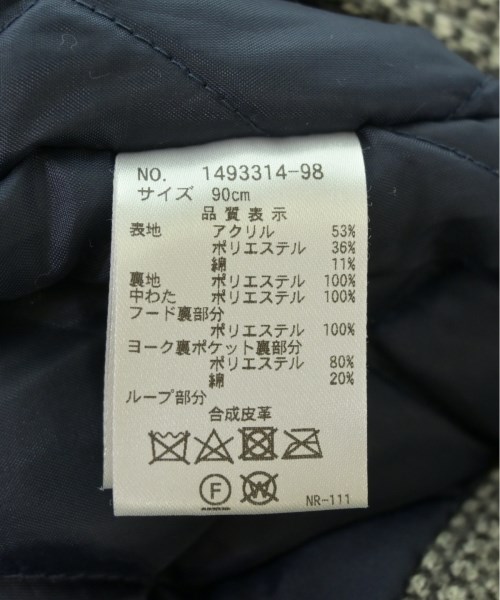 NO. 1493314-98
サイズ 90cm
品質表示
表地 アクリル 53%
ポリエステル 36%
綿 11%
裏地 ポリエステル 100%
中わた ポリエステル 100%
フード裏部分
ポリエステル 100%
ヨーク裏ポケット裏部分
ポリエステル 80%
綿 20%
ループ部分
合成皮革
F W NR-111